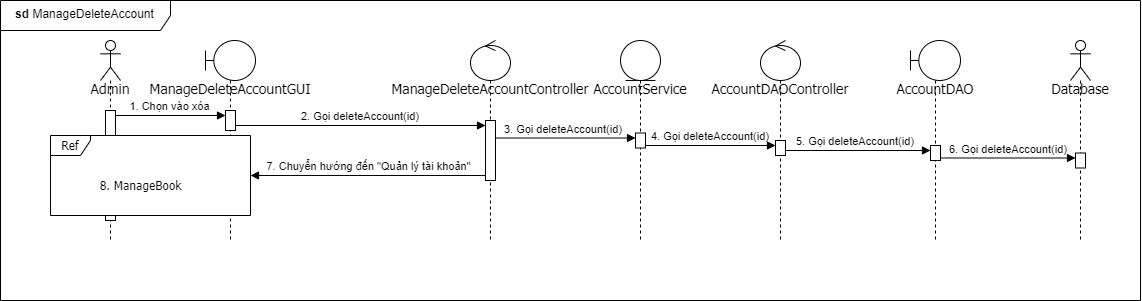 sd ManageDeleteAccount
Admin
ManageDeleteAccountGUI
ManageDeleteAccountController
AccountService
AccountDAOController
AccountDAO
Database
1. Chọn vào xóa
2. Gọi deleteAccount(id)
3. Gọi deleteAccount(id)
4. Gọi deleteAccount(id)
5. Gọi deleteAccount(id)
6. Gọi deleteAccount(id)
Ref
7. Chuyển hướng đến "Quản lý tài khoản"
8. ManageBook